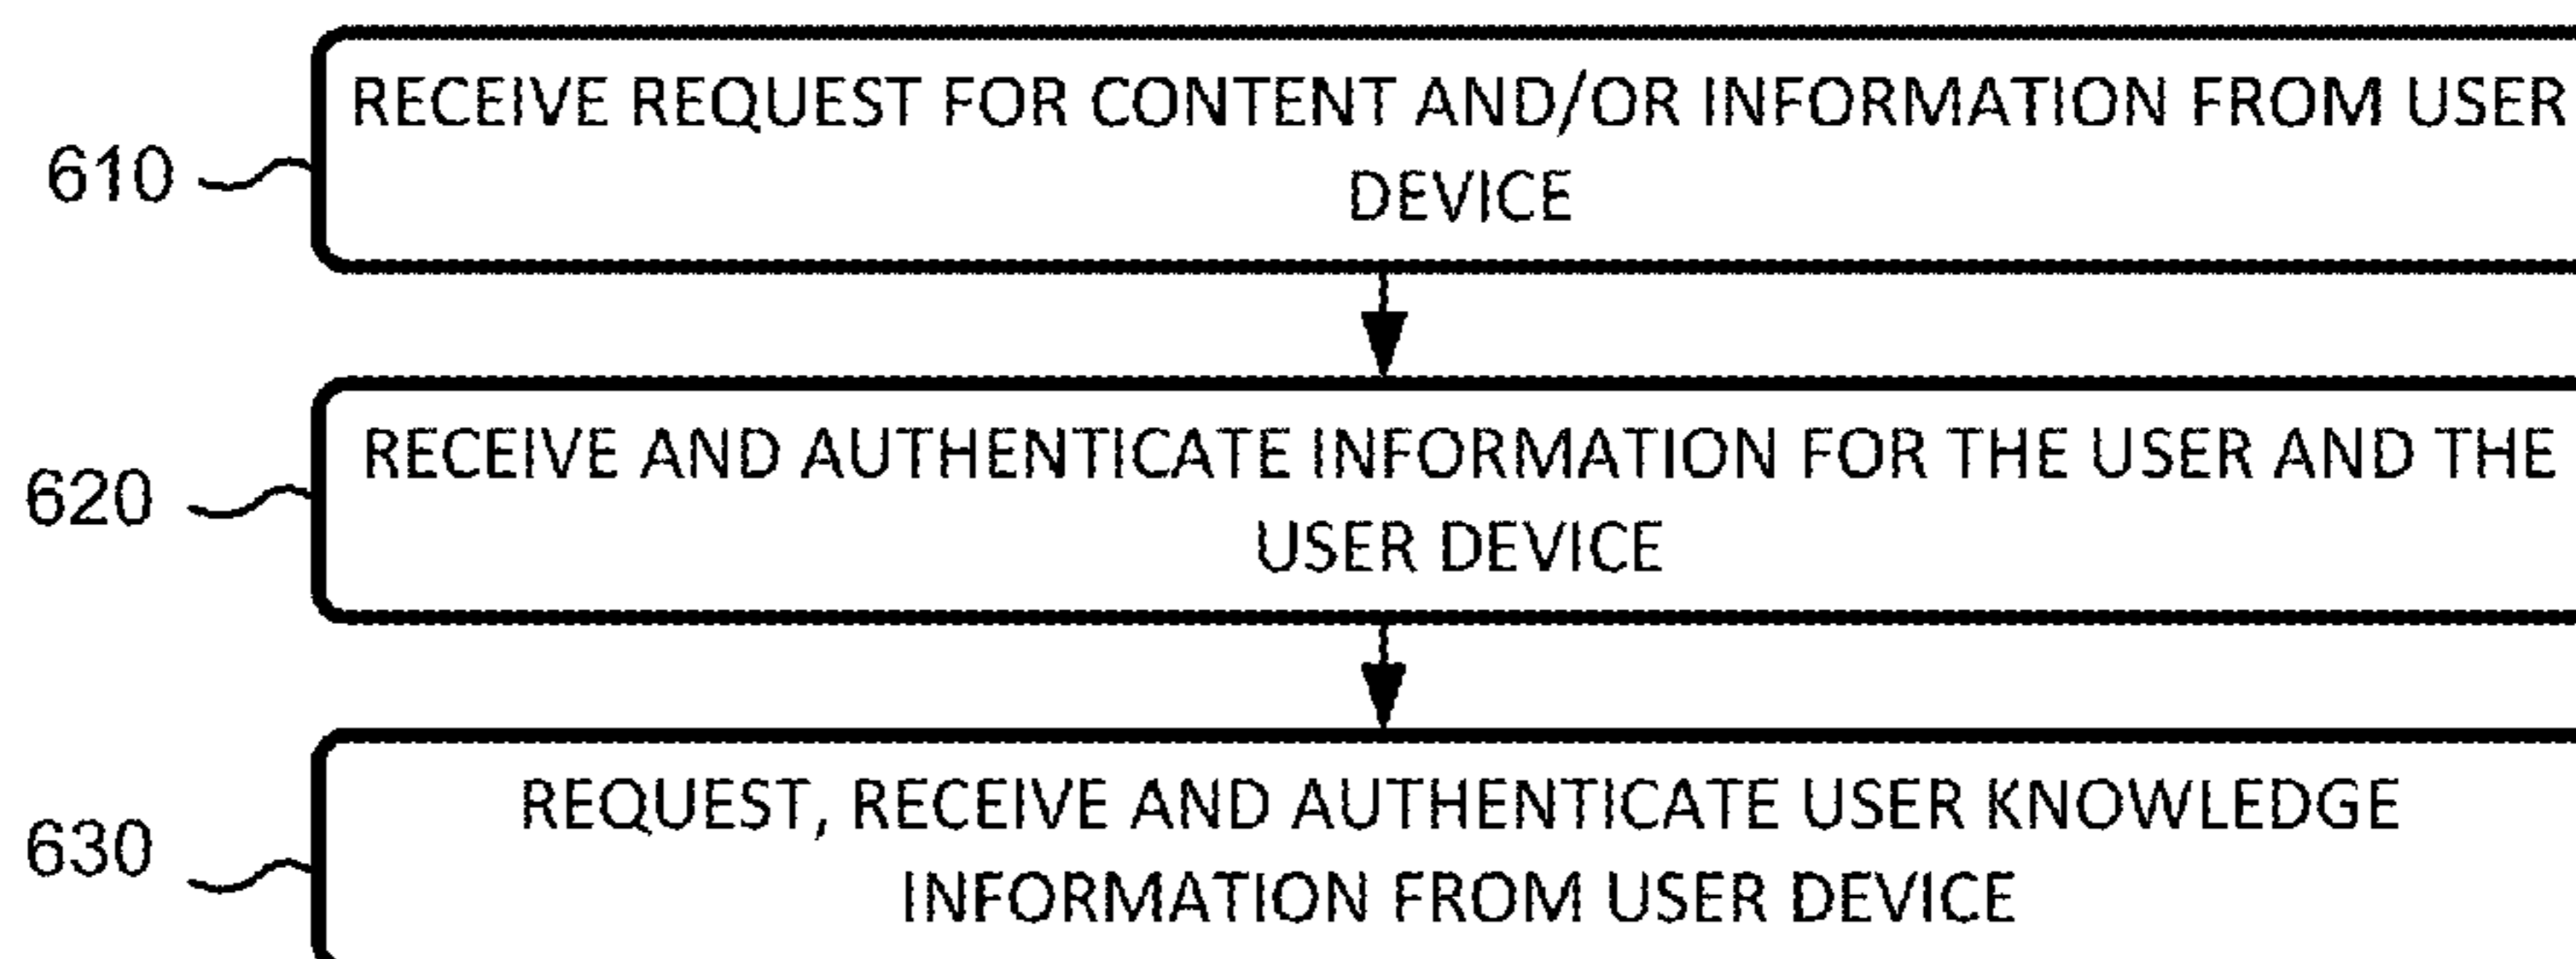 RECEIVE REQUEST FOR CONTENT AND/OR INFORMATION FROM USER
610
DEVICE
RECEIVE AND AUTHENTICATE INFORMATION FOR THE USER AND THE
620
USER DEVICE
REQUEST, RECEIVE AND AUTHENTICATE USER KNOWLEDGE
630
INFORMATION FROM USER DEVICE